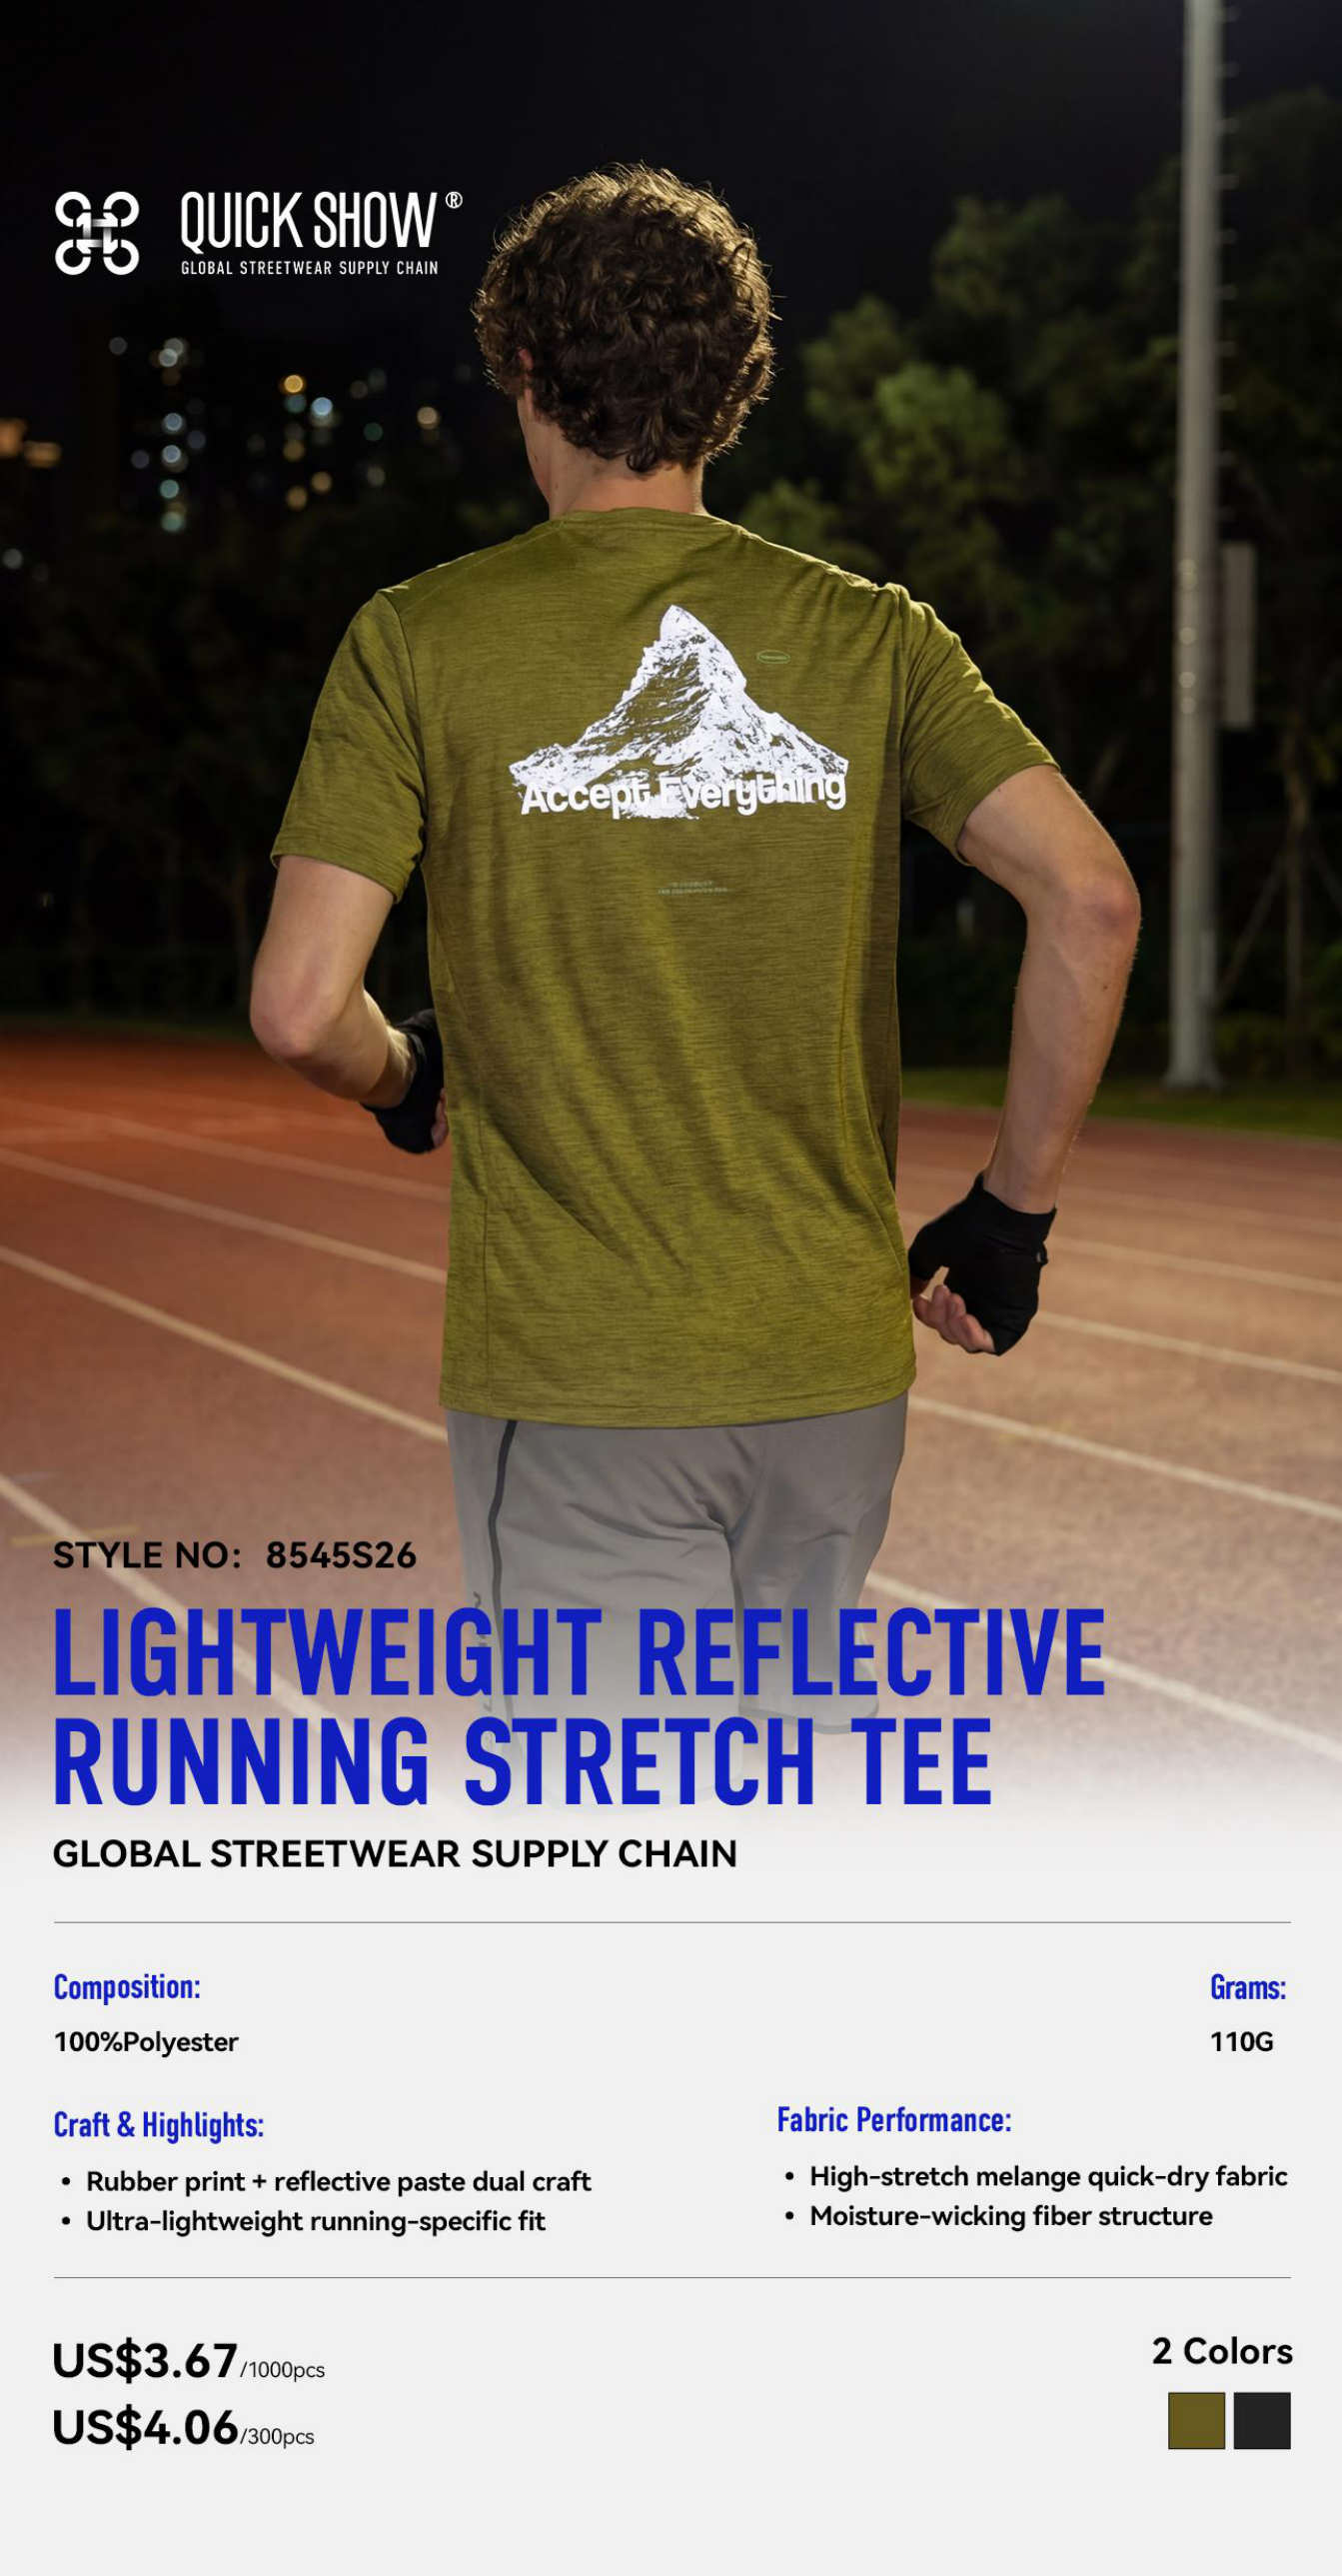 QUICK SHOW®
GLOBAL STREETWEAR SUPPLY CHAIN
Accept Everything
STYLE NO: 8545S26
LIGHTWEIGHT REFLECTIVE
RUNNING STRETCH TEE
GLOBAL STREETWEAR SUPPLY CHAIN
Composition:
100%Polyester
Grams:
110G
Craft & Highlights:
• Rubber print + reflective paste dual craft
• Ultra-lightweight running-specific fit
Fabric Performance:
• High-stretch melange quick-dry fabric
• Moisture-wicking fiber structure
US$3.67/1000pcs
US$4.06/300pcs
2 Colors